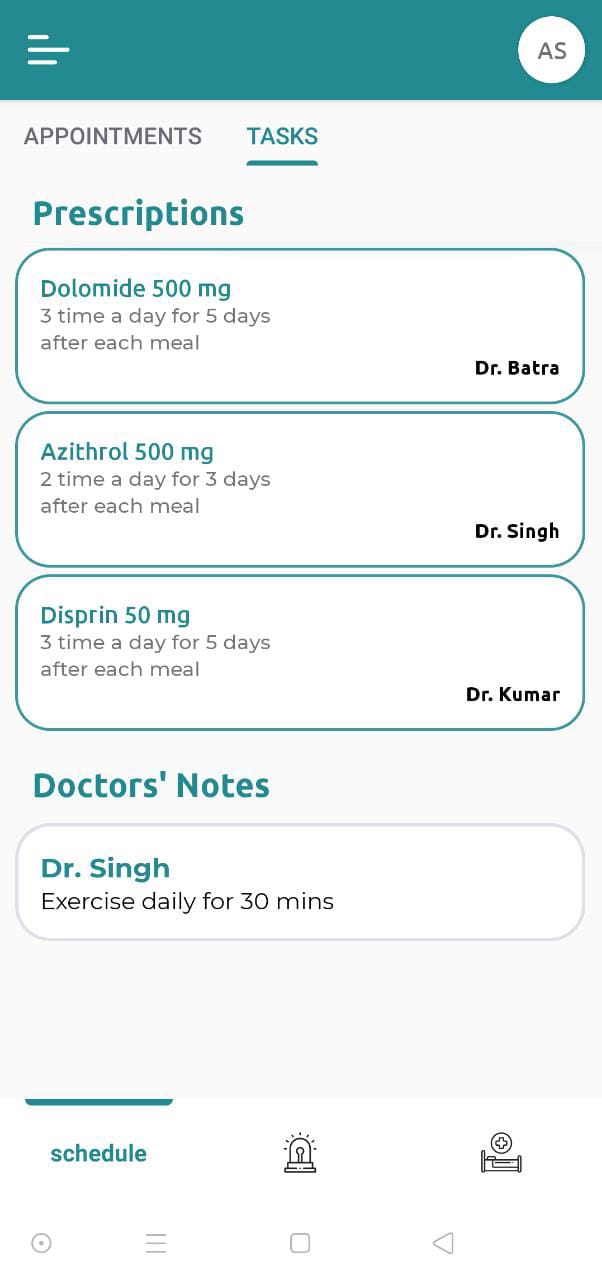 AS
APPOINTMENTS TASKS
Prescriptions
Dolomide 500 mg
3 time a day for 5 days
after each meal
Dr. Batra
Azithrol 500 mg
2 time a day for 3 days
after each meal
Dr. Singh
Disprin 50 mg
3 time a day for 5 days
after each meal
Dr. Kumar
Doctors' Notes
Dr. Singh
Exercise daily for 30 mins
schedule